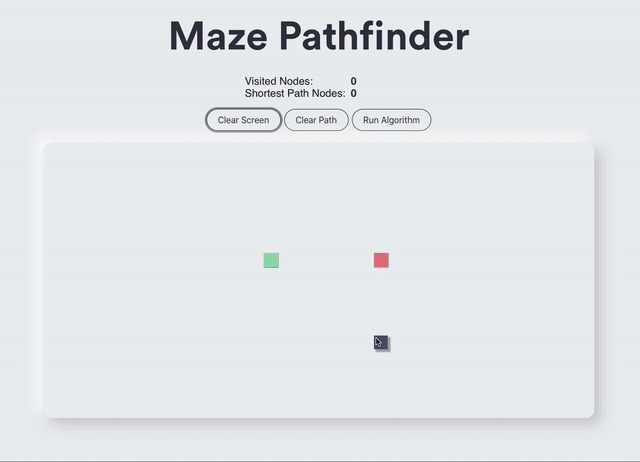 Maze Pathfinder
Visited Nodes: 0
Shortest Path Nodes: 0
Clear Screen Clear Path Run Algorithm